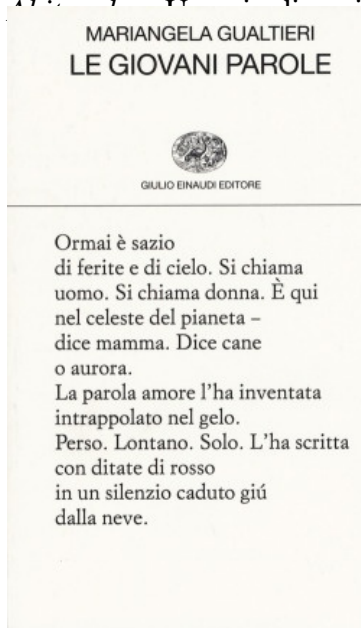 MARIANGELA GUALTIERI
LE GIOVANI PAROLE
GIULIO EINAUDI EDITORE
Ormai è sazio
di ferite e di cielo. Si chiama
uomo. Si chiama donna. È qui
nel celeste del pianeta –
dice mamma. Dice cane
o aurora.
La parola amore l'ha inventata
intrappolato nel gelo.
Perso. Lontano. Solo. L'ha scritta
con ditate di rosso
in un silenzio caduto giú
dalla neve.